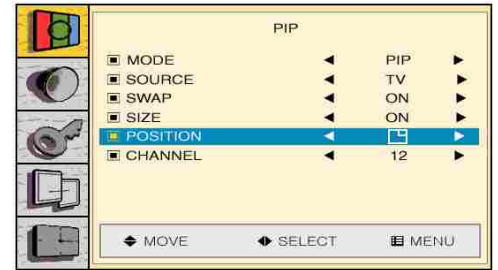 PIP
MODE PIP
SOURCE TV
SWAP ON
SIZE ON
POSITION
CHANNEL 12
MOVE SELECT MENU